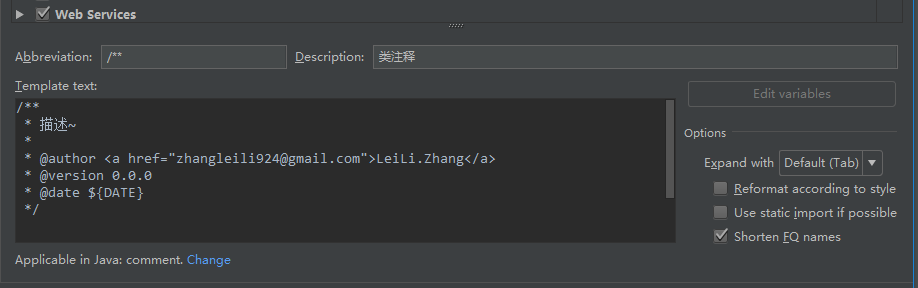 Web Services
Abbreviation: /** Description: 类注释
Template text:
/**
 * 描述~
 *
 * @author <a href="zhangleili924@gmail.com">LeiLi.Zhang</a>
 * @version 0.0.0
 * @date ${DATE}
 */
Edit variables
Options
Expand with Default (Tab)
Reformat according to style
Use static import if possible
Shorten FQ names
Applicable in Java: comment. Change